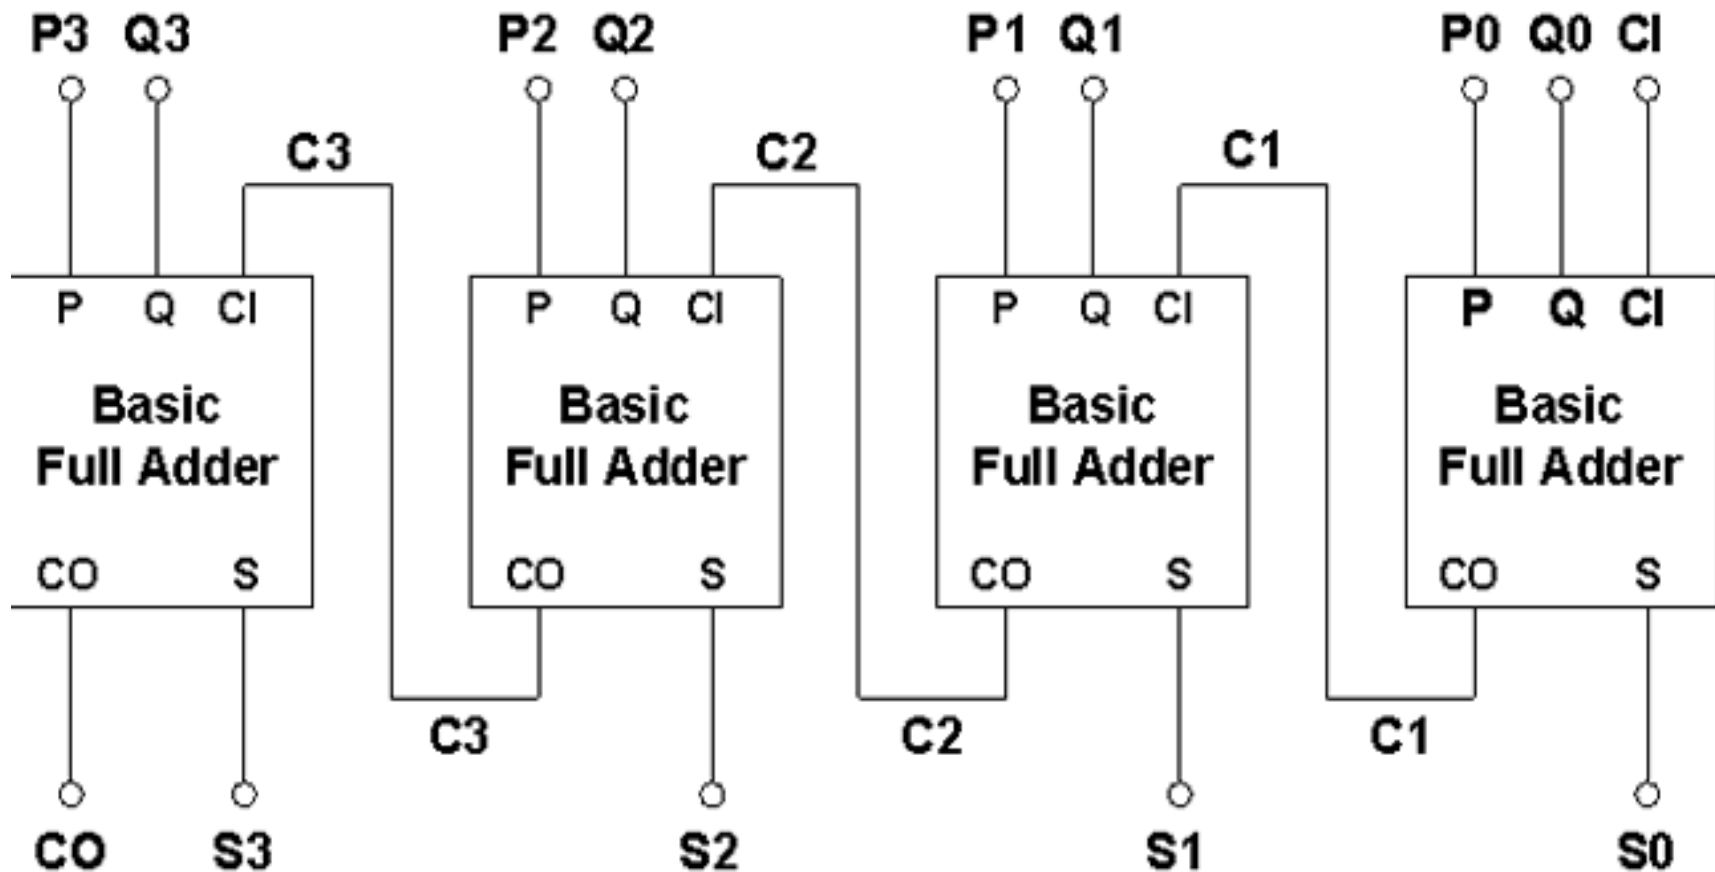 P3 Q3 P2 Q2 P1 Q1 P0 Q0 CI
C3 C2 C1
P Q CI P Q CI P Q CI P Q CI
Basic Basic Basic Basic
Full Adder Full Adder Full Adder Full Adder
CO S CO S CO S CO S
C3 C2 C1
CO S3 S2 S1 S0